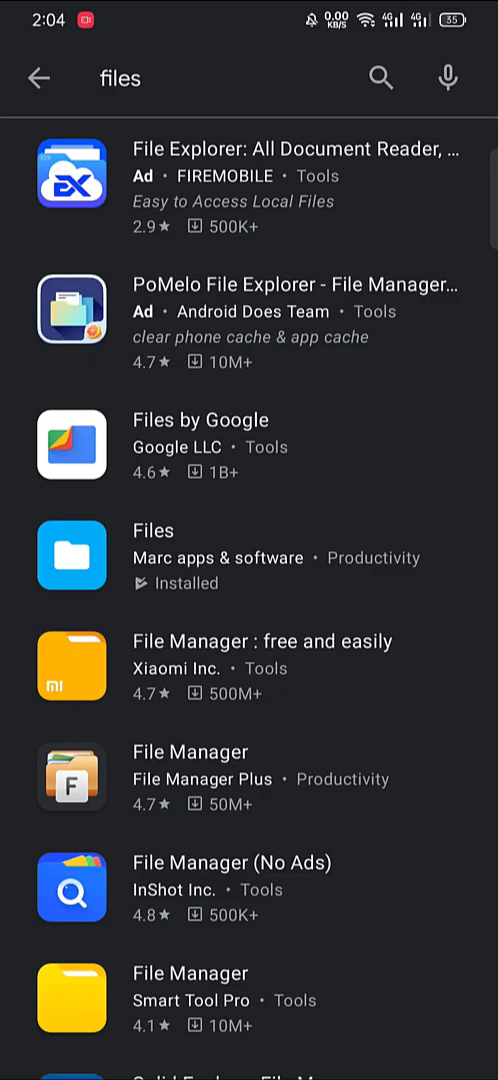 2:04
0.00 KB/S 4G 4G 35
files
File Explorer: All Document Reader, ...
Ad • FIREMOBILE • Tools
Easy to Access Local Files
2.9★ 500K+
EX
PoMelo File Explorer - File Manager...
Ad • Android Does Team • Tools
clear phone cache & app cache
4.7★ 10M+
Files by Google
Google LLC • Tools
4.6★ 1B+
Files
Marc apps & software • Productivity
Installed
File Manager : free and easily
Xiaomi Inc. • Tools
4.7★ 500M+
MI
File Manager
File Manager Plus • Productivity
4.7★ 50M+
F
File Manager (No Ads)
InShot Inc. • Tools
4.8★ 500K+
File Manager
Smart Tool Pro • Tools
4.1★ 10M+